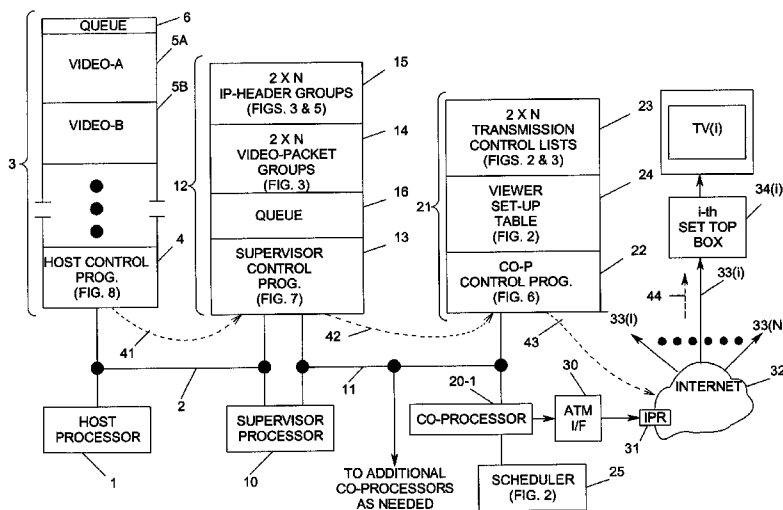 QUEUE
6
5A
VIDEO-A
5B
VIDEO-B
3
HOST CONTROL
PROG.
(FIG. 8)
4
41
2
HOST
PROCESSOR
1
2 X N
IP-HEADER GROUPS
(FIGS. 3 & 5)
15
2 X N
VIDEO-PACKET
GROUPS
(FIG. 3)
14
12
QUEUE
16
SUPERVISOR
CONTROL
PROG.
(FIG. 7)
13
42
11
SUPERVISOR
PROCESSOR
10
2 X N
TRANSMISSION
CONTROL LISTS
(FIGS. 2 & 3)
23
VIEWER
SET-UP
TABLE
(FIG. 2)
24
21
CO-P
CONTROL PROG.
(FIG. 6)
22
43
20-1
CO-PROCESSOR
30
ATM
I/F
SCHEDULER
(FIG. 2)
25
TO ADDITIONAL
CO-PROCESSORS
AS NEEDED
TV(i)
34(i)
i-th
SET TOP
BOX
33(i)
44
33(I)
33(N)
INTERNET
32
IPR
31